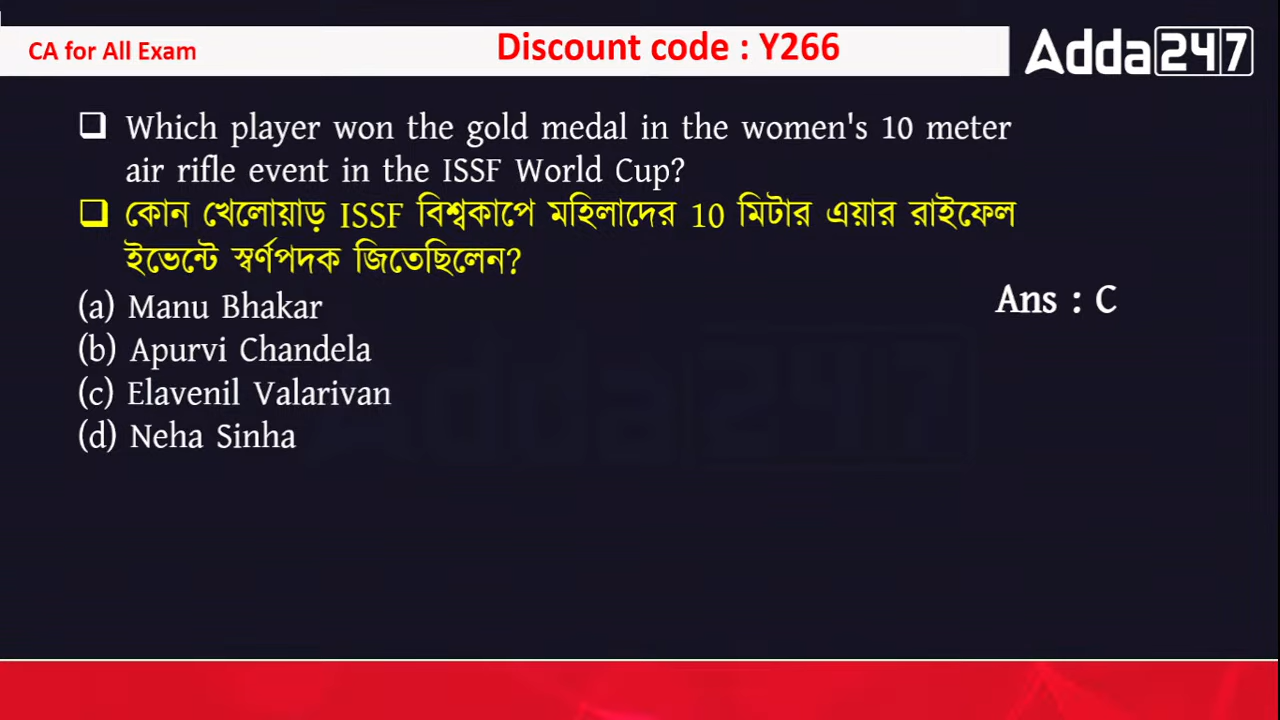 CA for All Exam
Discount code : Y266
Adda247
Which player won the gold medal in the women's 10 meter
air rifle event in the ISSF World Cup?
কোন খেলোয়াড় ISSF বিশ্বকাপে মহিলাদের 10 মিটার এয়ার রাইফেল
ইভেন্টে স্বর্ণপদক জিতেছিলেন?
(a) Manu Bhakar
Ans : C
(b) Apurvi Chandela
(c) Elavenil Valarivan
(d) Neha Sinha
Adda247